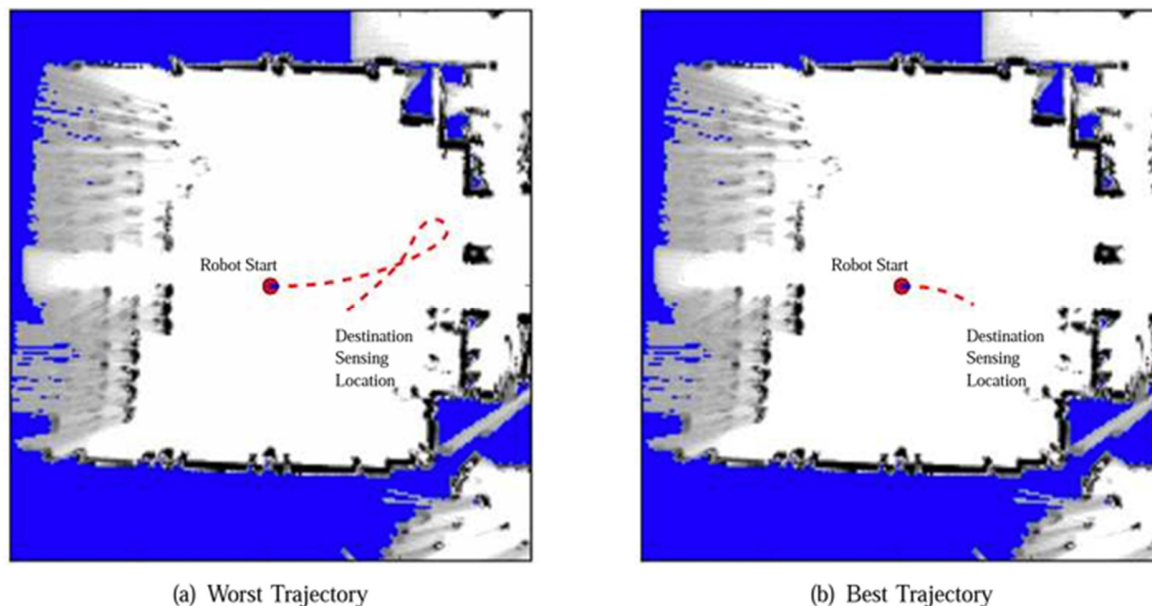 Robot Start
Destination
Sensing
Location
(a) Worst Trajectory
Robot Start
Destination
Sensing
Location
(b) Best Trajectory